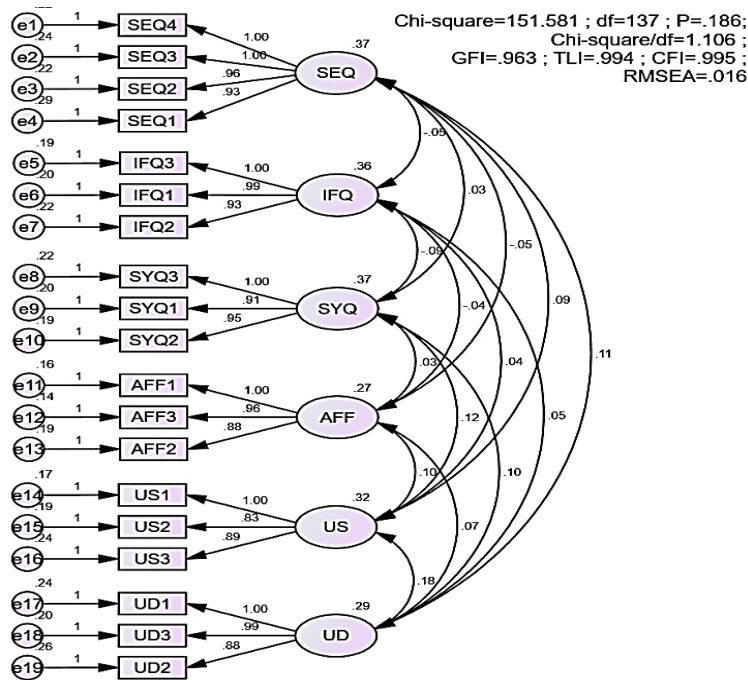 Chi-square=151.581 ; df=137 ; P=.186;
Chi-square/df=1.106 ;
GFI=.963 ; TLI=.994 ; CFI=.995 ;
RMSEA=.016
e1 1 SEQ4 1.00
.24
e2 1 SEQ3 1.00
.22
e3 1 SEQ2 .96
.29
e4 1 SEQ1 .93
.37
SEQ
.19
e5 1 IFQ3 1.00
.20
e6 1 IFQ1 .99
.22
e7 1 IFQ2 .93
.36
IFQ
.22
e8 1 SYQ3 1.00
.20
e9 1 SYQ1 .91
.19
e10 1 SYQ2 .95
.37
SYQ
.16
e11 1 AFF1 1.00
.14
e12 1 AFF3 .96
.19
e13 1 AFF2 .88
.27
AFF
.17
e14 1 US1 1.00
.19
e15 1 US2 .83
.24
e16 1 US3 .89
.32
US
.24
e17 1 UD1 1.00
.20
e18 1 UD3 .99
.26
e19 1 UD2 .88
.29
UD
-.05
.03
-.05
-.09
-.04
.09
.11
.03
.04
.05
.12
.10
.10
.07
.18